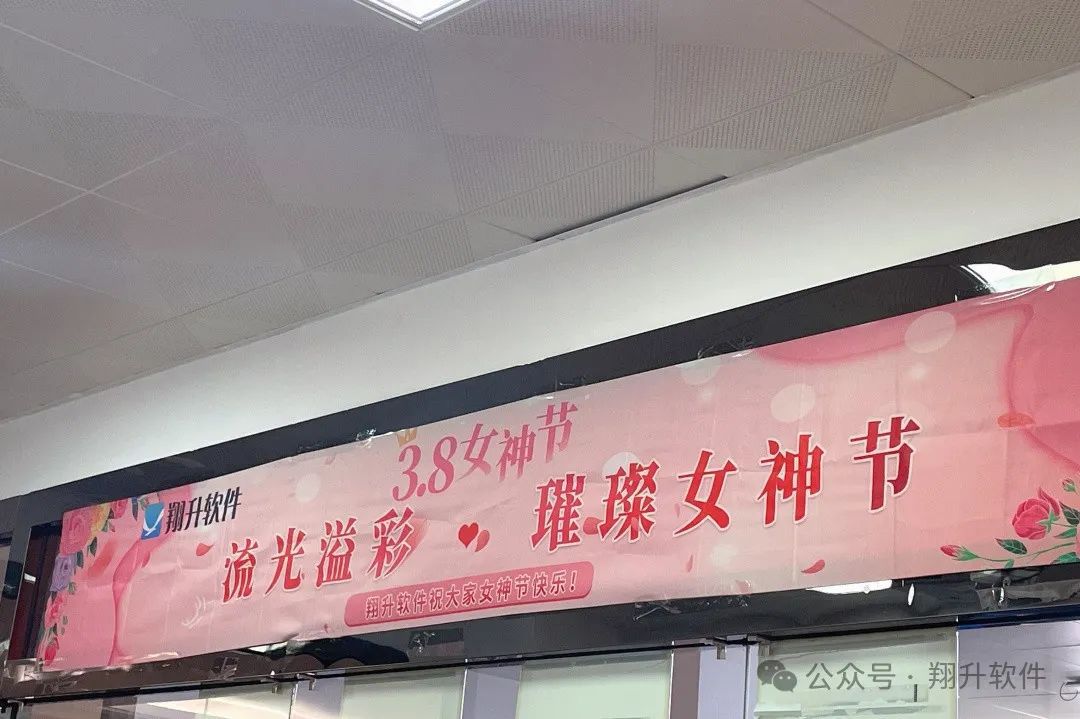 翔升软件
3.8女神节
流光溢彩 璀璨女神节
翔升软件祝大家女神节快乐!
公众号·翔升软件